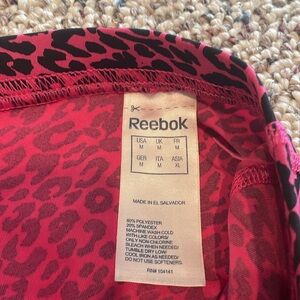 Reebok
USA UK FR
M M M
GER ITA ASIA
M M XL
MADE IN EL SALVADOR
80% POLYESTER
20% SPANDEX
MACHINE WASH COLD
WITH LIKE COLORS/
ONLY NON CHLORINE
BLEACH WHEN NEEDED/
TUMBLE DRY LOW/
COOL IRON AS NEEDED/
DO NOT USE SOFTENERS.
RN# 104141